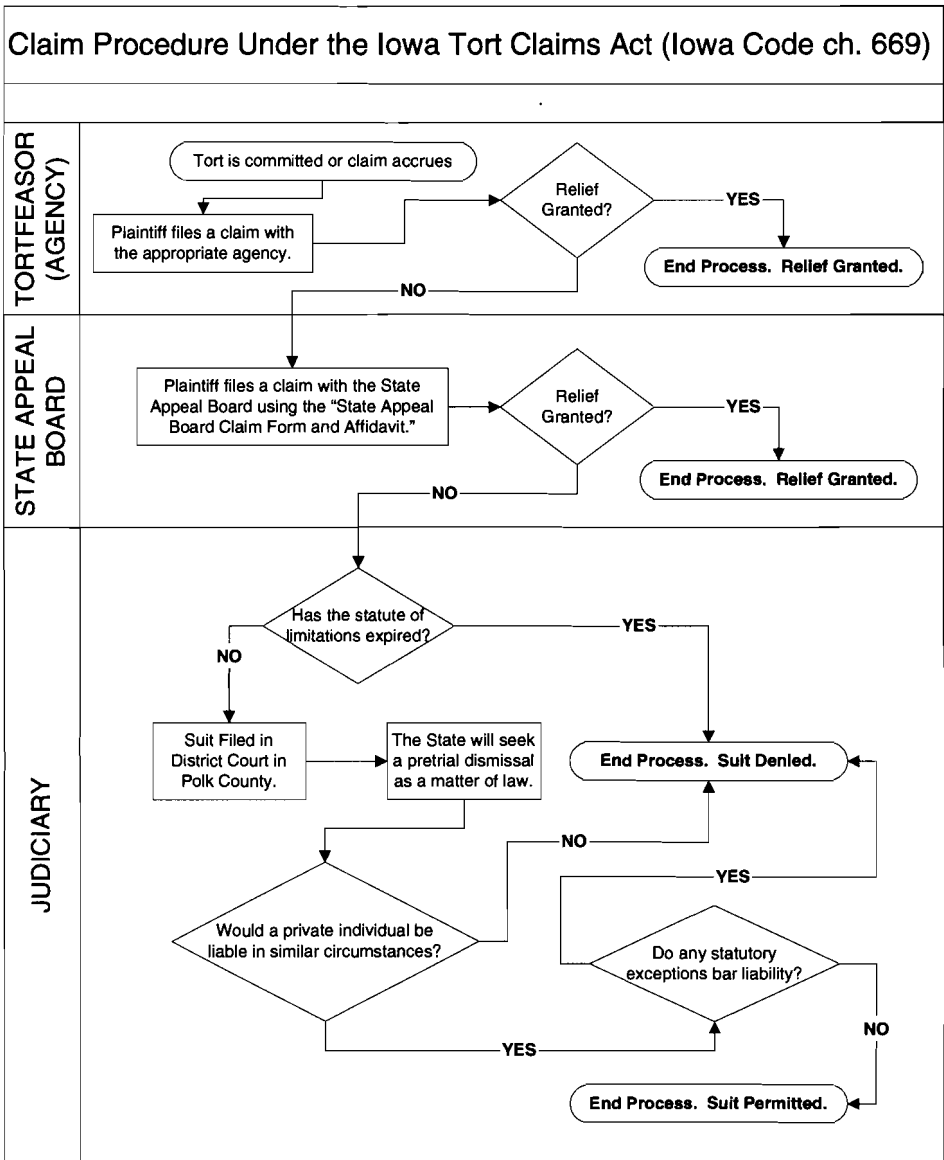 Claim Procedure Under the Iowa Tort Claims Act (Iowa Code ch. 669)
TORTFEASOR
(AGENCY)
Tort is committed or claim accrues
Plaintiff files a claim with
the appropriate agency.
Relief
Granted?
YES
End Process. Relief Granted.
NO
STATE APPEAL
BOARD
Plaintiff files a claim with the State
Appeal Board using the “State Appeal
Board Claim Form and Affidavit.”
Relief
Granted?
YES
End Process. Relief Granted.
NO
JUDICIARY
Has the statute of
limitations expired?
YES
NO
Suit Filed in
District Court in
Polk County.
The State will seek
a pretrial dismissal
as a matter of law.
End Process. Suit Denied.
NO
YES
Would a private individual be
liable in similar circumstances?
Do any statutory
exceptions bar liability?
NO
YES
End Process. Suit Permitted.